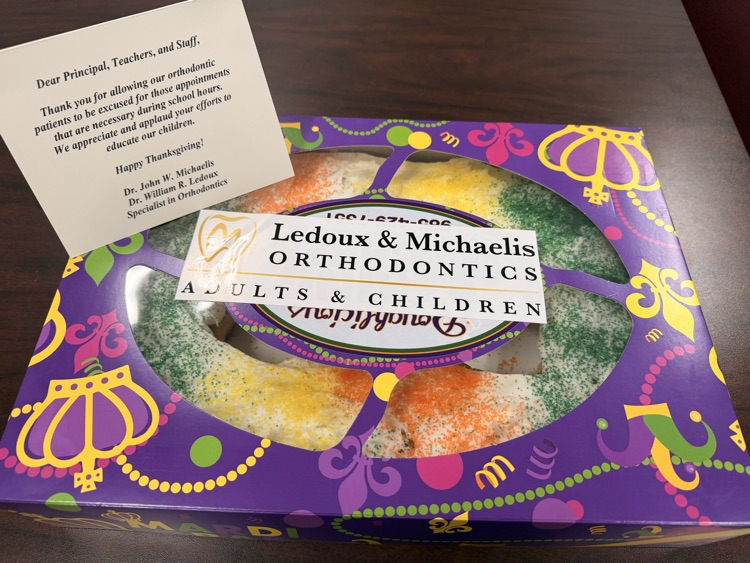 Dear Principal, Teachers, and Staff,
Thank you for allowing our orthodontic
patients to be excused for those appointments
that are necessary during school hours.
We appreciate and applaud your efforts to
educate our children.
Happy Thanksgiving!
Dr. John W. Michaelis
Dr. William R. Ledoux
Specialist in Orthodontics
Ledoux & Michaelis
ORTHODONTICS
ADULTS & CHILDREN
Doughlicious
MARDI